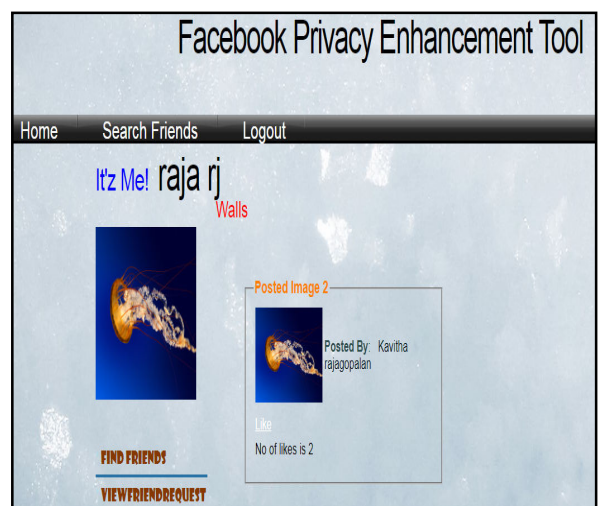 Facebook Privacy Enhancement Tool
Home Search Friends Logout
It'z Me! raja rj
Walls
Posted Image 2
Posted By: Kavitha
rajagopalan
Like
No of likes is 2
FIND FRIENDS
VIEWFRIENDREQUEST